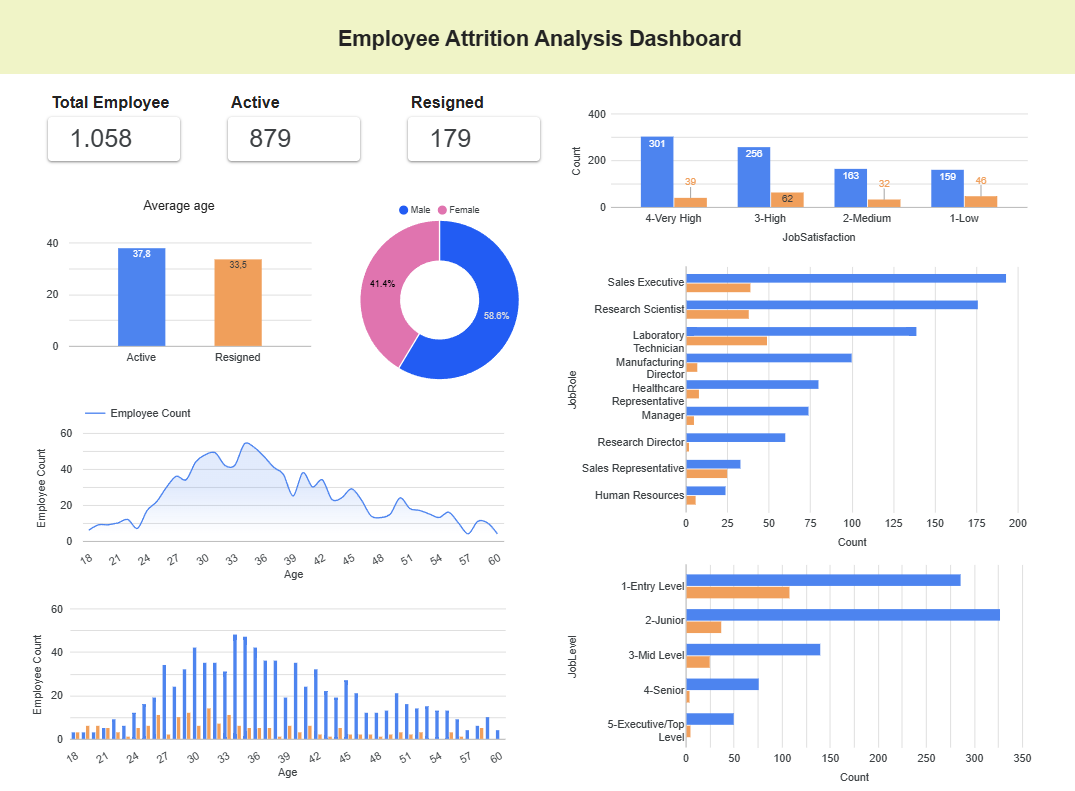 Employee Attrition Analysis Dashboard
Total Employee
Active
Resigned
1.058
879
179
Average age
40
20
0
37,8
33,5
Active
Resigned
Male
Female
41.4%
58.6%
Employee Count
Employee Count
60
40
20
0
18
21
24
27
30
33
36
39
42
45
48
51
54
57
60
Age
Employee Count
60
40
20
0
18
21
24
27
30
33
36
39
42
45
48
51
54
57
60
Age
Count
400
200
0
301
39
256
62
163
32
159
46
4-Very High
3-High
2-Medium
1-Low
JobSatisfaction
JobRole
Sales Executive
Research Scientist
Laboratory
Technician
Manufacturing
Director
Healthcare
Representative
Manager
Research Director
Sales Representative
Human Resources
0
25
50
75
100
125
150
175
200
Count
JobLevel
1-Entry Level
2-Junior
3-Mid Level
4-Senior
5-Executive/Top
Level
0
50
100
150
200
250
300
350
Count